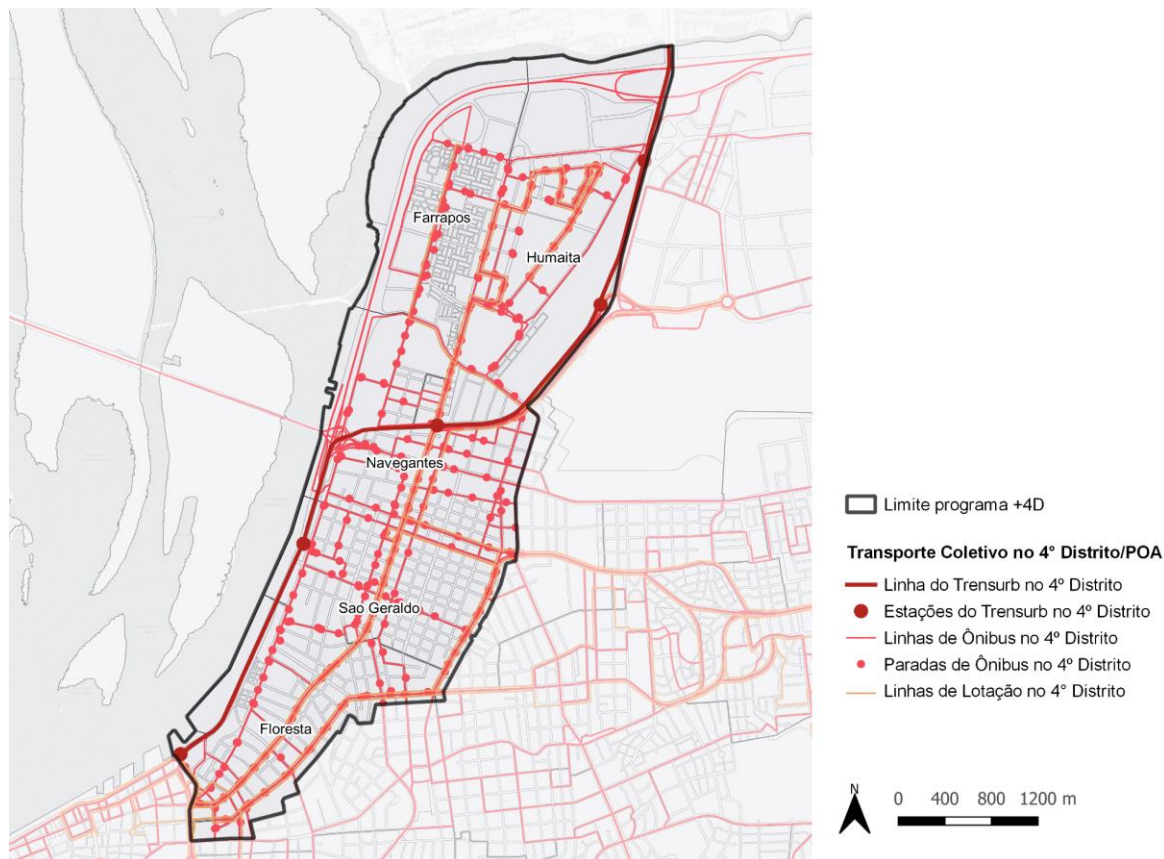 Farrapos
Humaita
Navegantes
Sao Geraldo
Floresta
Limite programa +4D
Transporte Coletivo no 4° Distrito/POA
Linha do Trensurb no 4º Distrito
Estações do Trensurb no 4º Distrito
Linhas de Ônibus no 4º Distrito
Paradas de Ônibus no 4º Distrito
Linhas de Lotação no 4° Distrito
N
0 400 800 1200 m